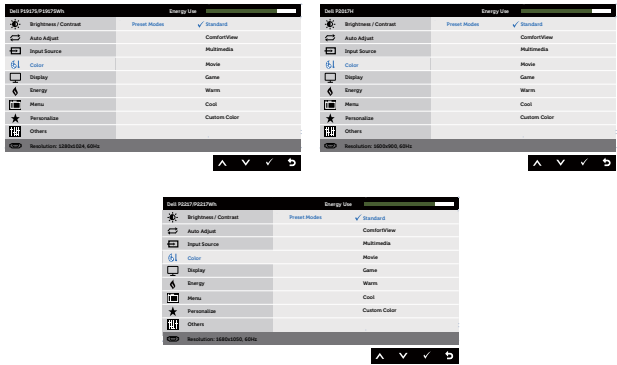 Dell P1917S/P1917SWh Energy Use
Brightness / Contrast Preset Modes ✓ Standard
Auto Adjust ComfortView
Input Source Multimedia
Color Movie
Display Game
Energy Warm
Menu Cool
Personalize Custom Color
Others
Resolution: 1280x1024, 60Hz
Dell P2017H Energy Use
Brightness / Contrast Preset Modes ✓ Standard
Auto Adjust ComfortView
Input Source Multimedia
Color Movie
Display Game
Energy Warm
Menu Cool
Personalize Custom Color
Others
Resolution: 1600x900, 60Hz
Dell P2217/P2217Wh Energy Use
Brightness / Contrast Preset Modes ✓ Standard
Auto Adjust ComfortView
Input Source Multimedia
Color Movie
Display Game
Energy Warm
Menu Cool
Personalize Custom Color
Others
Resolution: 1680x1050, 60Hz